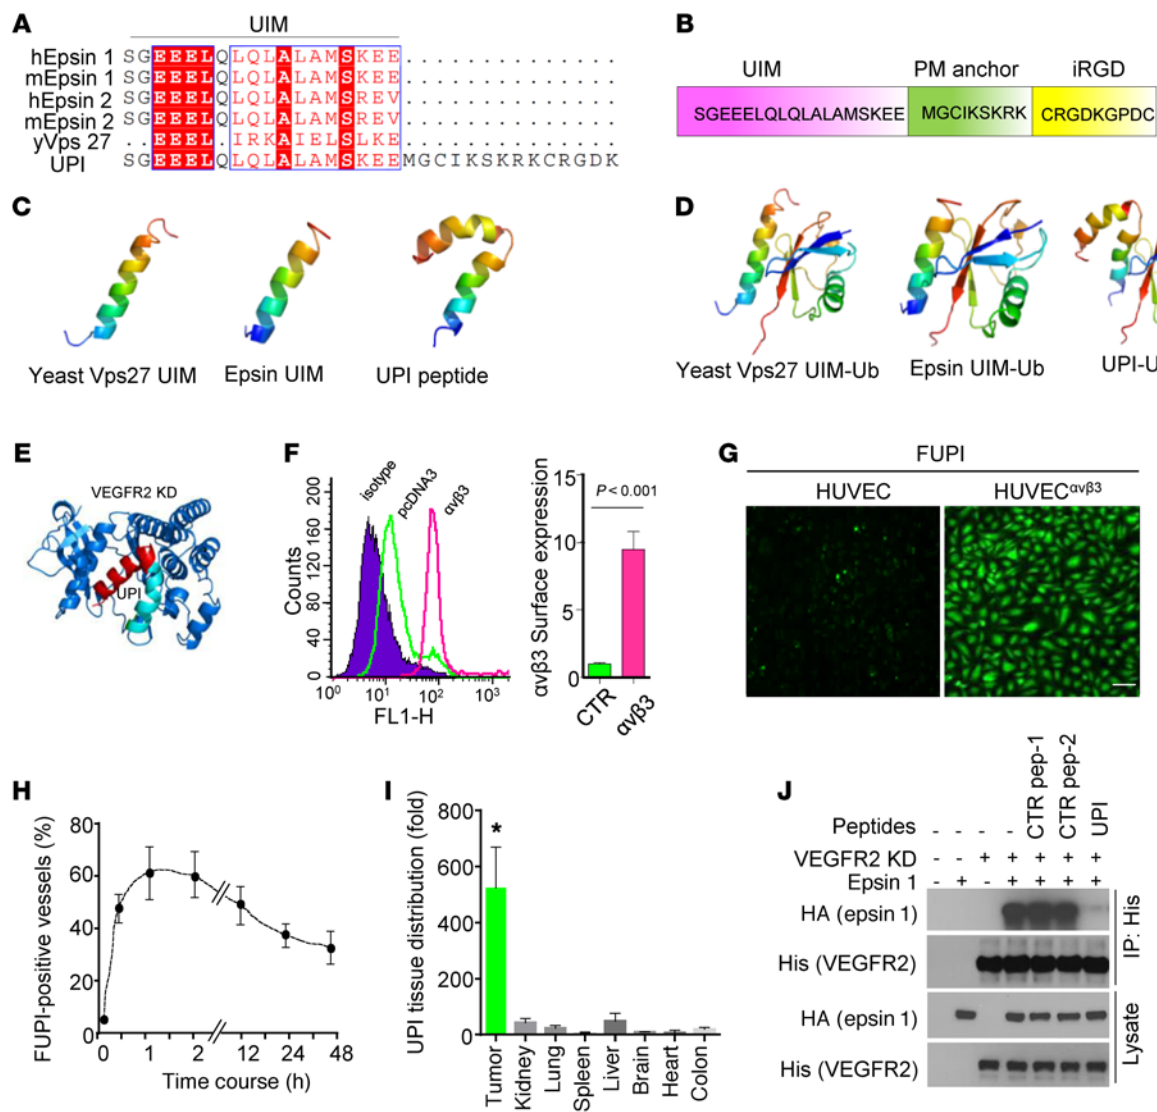 A
UIM
hEpsin 1 SGEEELQLQLALAMSKEE...............
mEpsin 1 SGEEELQLQLALAMSKEE...............
hEpsin 2 SGEEELQLQLALAMSREV...............
mEpsin 2 SGEEELQLQLALAMSREV...............
yVps 27 ..EEEL.IRKAIELSLKE...............
UPI SGEEELQLQLALAMSKEEMGCIKSKRKCRGDK
B
UIM PM anchor iRGD
SGEEELQLQLALAMSKEE MGCIKSKRK CRGDKGPDC
C
Yeast Vps27 UIM Epsin UIM UPI peptide
D
Yeast Vps27 UIM-Ub Epsin UIM-Ub UPI-U
E
VEGFR2 KD
UPI
F
isotype
pcDNA3
αvβ3
Counts
200
160
120
80
40
0
10⁰ 10¹ 10² 10³
FL1-H
αvβ3 Surface expression
15
10
5
0
P < 0.001
CTR αvβ3
G
FUPI
HUVEC HUVECαvβ3
H
FUPI-positive vessels (%)
80
60
40
20
0
0 1 2 12 24 48
Time course (h)
I
UPI tissue distribution (fold)
800
600
400
200
0
*
Tumor Kidney Lung Spleen Liver Brain Heart Colon
J
CTR pep-1
CTR pep-2
UPI
Peptides - - - -
VEGFR2 KD - - + + + + +
Epsin 1 - + - + + + +
HA (epsin 1)
His (VEGFR2)
IP: His
HA (epsin 1)
His (VEGFR2)
Lysate